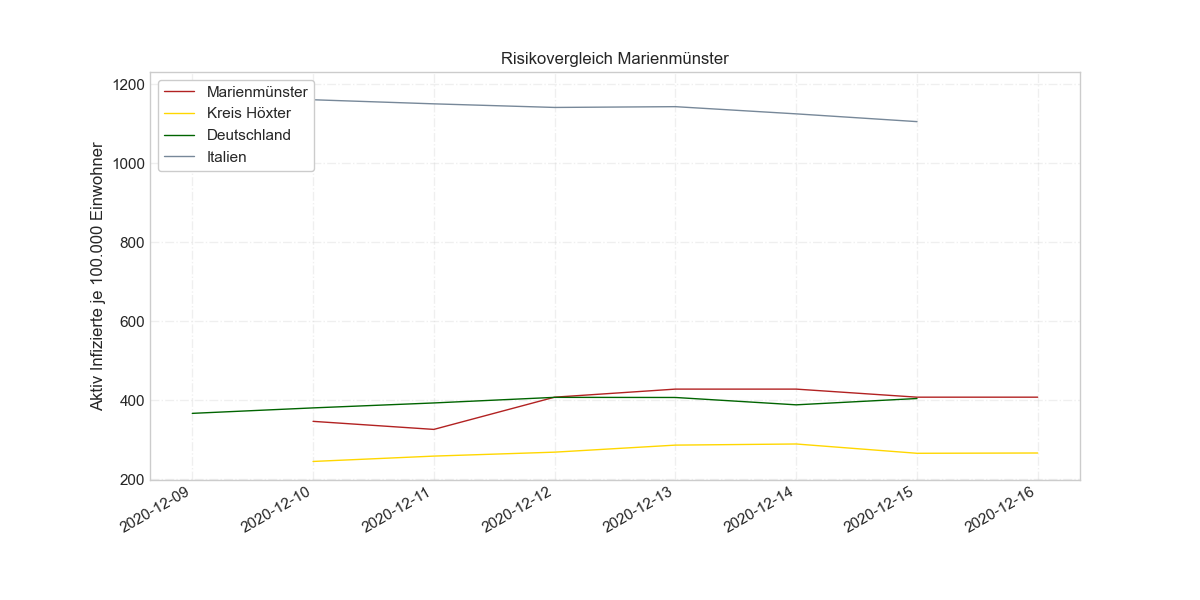 Risikovergleich Marienmünster
Marienmünster
Kreis Höxter
Deutschland
Italien
Aktiv Infizierte je 100.000 Einwohner
1200
1000
800
600
400
200
2020-12-09
2020-12-10
2020-12-11
2020-12-12
2020-12-13
2020-12-14
2020-12-15
2020-12-16